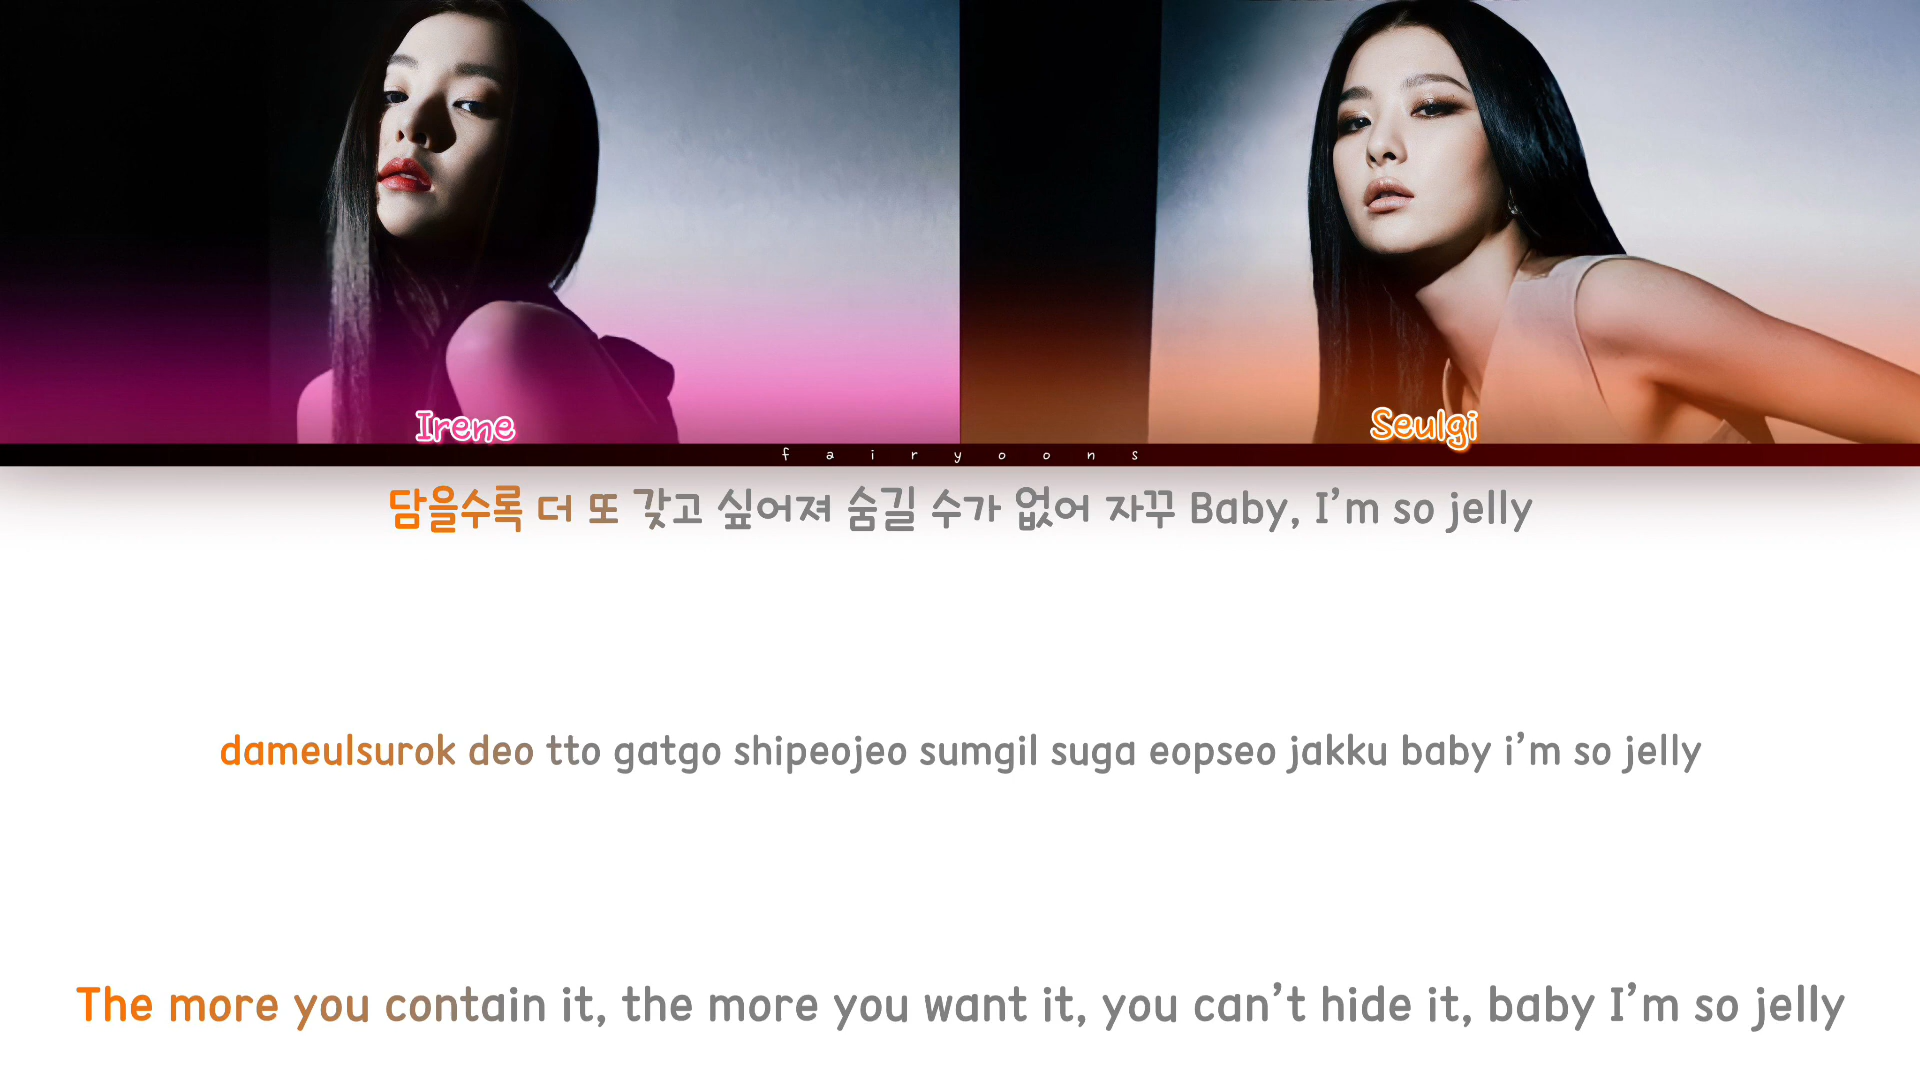 Irene
Seulgi
fairyoons
담을수록 더 또 갖고 싶어져 숨길 수가 없어 자꾸 Baby, I’m so jelly
dameulsurok deo tto gatgo shipeojeo sumgil suga eopseo jakku baby i’m so jelly
The more you contain it, the more you want it, you can’t hide it, baby I’m so jelly